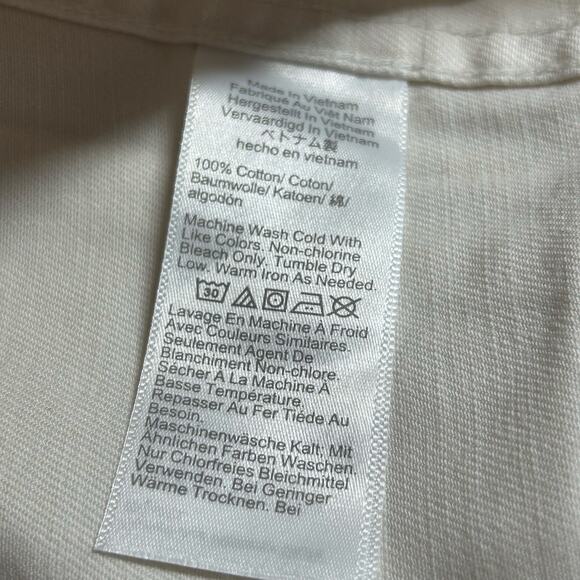 Made In Vietnam
Fabriqué Au Viêt Nam
Hergestellt In Vietnam
Vervaardigd In Vietnam
ベトナム製
hecho en vietnam
100% Cotton/ Coton/
Baumwolle/ Katoen/ 綿/
algodón
Machine Wash Cold With
Like Colors. Non-chlorine
Bleach Only. Tumble Dry
Low. Warm Iron As Needed.
30
Lavage En Machine À Froid
Avec Couleurs Similaires.
Seulement Agent De
Blanchiment Non-chlore.
Sécher À La Machine À
Basse Température.
Repasser Au Fer Tiède Au
Besoin.
Maschinenwäsche Kalt; Mit
Ähnlichen Farben Waschen.
Nur Chlorfreies Bleichmittel
Verwenden. Bei Geringer
Wärme Trocknen. Bei